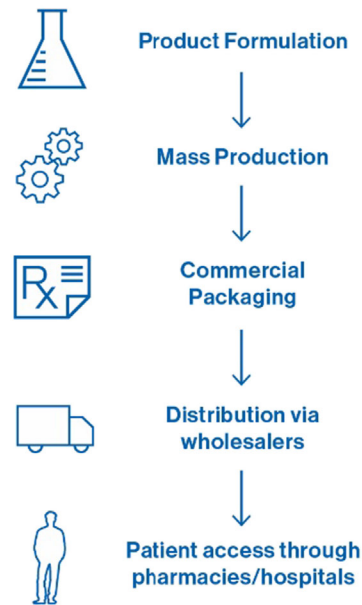 Product Formulation
Mass Production
Rx
Commercial
Packaging
Distribution via
wholesalers
Patient access through
pharmacies/hospitals